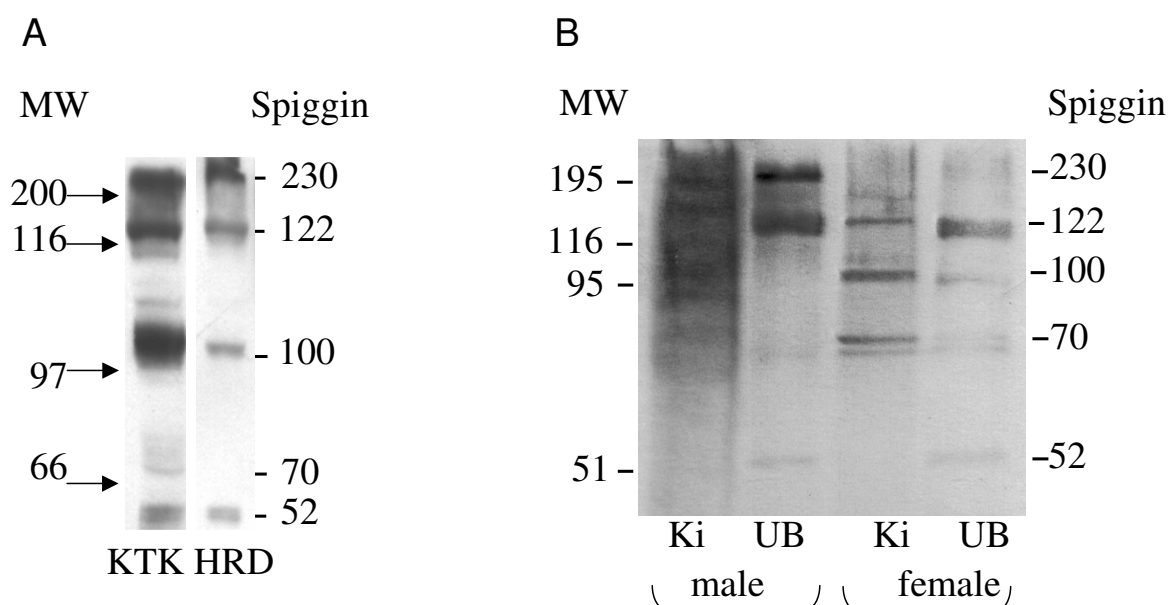 A
MW Spiggin
200 230
116 122
97 100
66 70
52
KTK HRD
B
MW Spiggin
195 - -230
116 - -122
95 - -100
-70
51 - -52
Ki UB Ki UB
( male ) ( female )